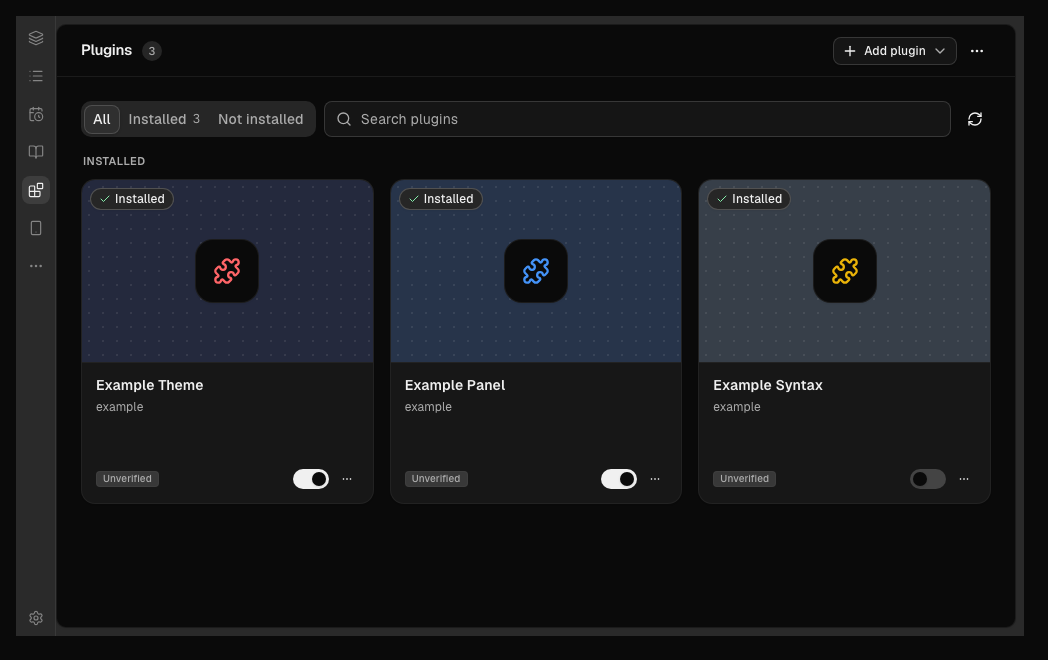 Plugins 3
Add plugin
All Installed 3 Not installed
Search plugins
INSTALLED
Installed
Installed
Installed
Example Theme
example
Unverified
Example Panel
example
Unverified
Example Syntax
example
Unverified